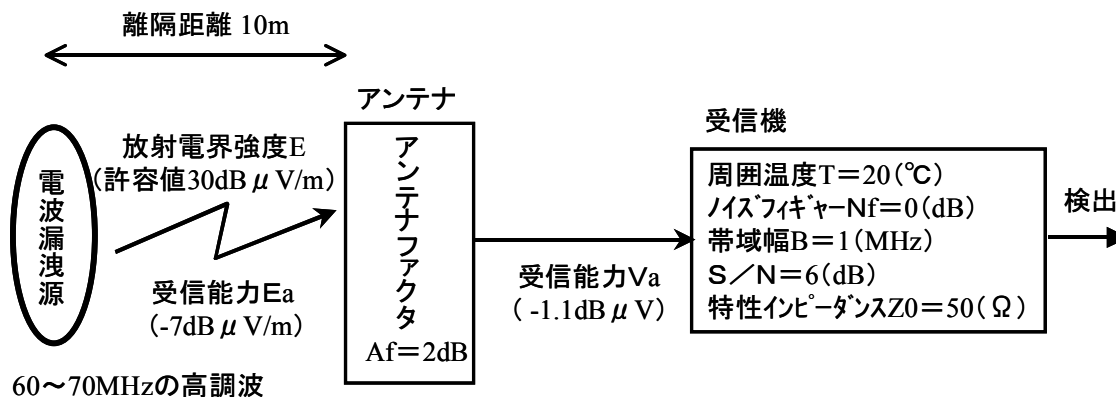 離隔距離 10m
アンテナ
受信機
電波漏洩源
放射電界強度E
(許容値30dBμV/m)
受信能力Ea
(-7dBμV/m)
アンテナファクタ
Af＝2dB
受信能力Va
( -1.1dBμV)
周囲温度T＝20(℃)
ﾉｲｽﾞﾌｨｷﾞｬｰNf＝0(dB)
帯域幅B＝1(MHz)
S／N＝6(dB)
特性ｲﾝﾋﾟｰﾀﾞﾝｽZ0＝50(Ω)
検出
60～70MHzの高調波